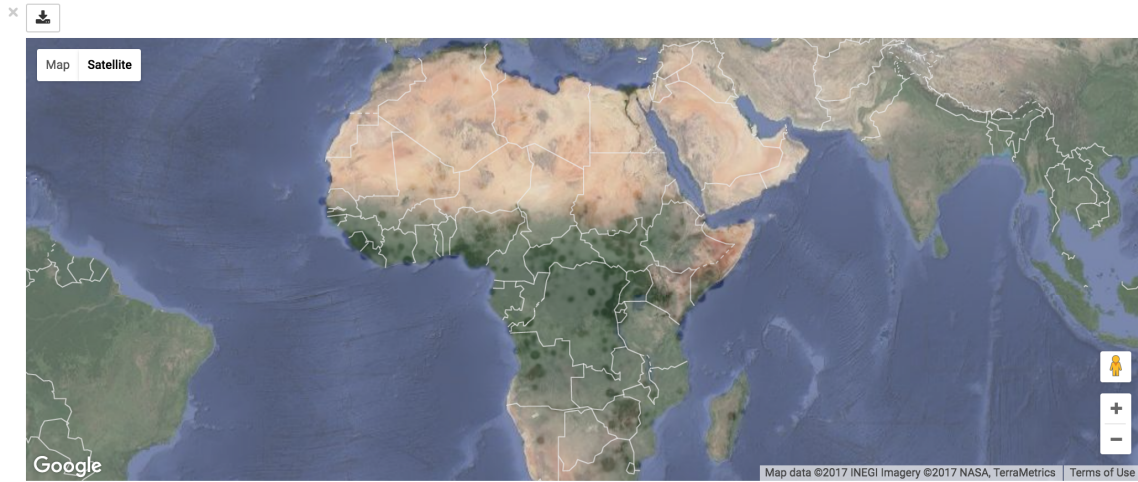 Map Satellite
Google
Map data ©2017 INEGI Imagery ©2017 NASA, TerraMetrics Terms of Use